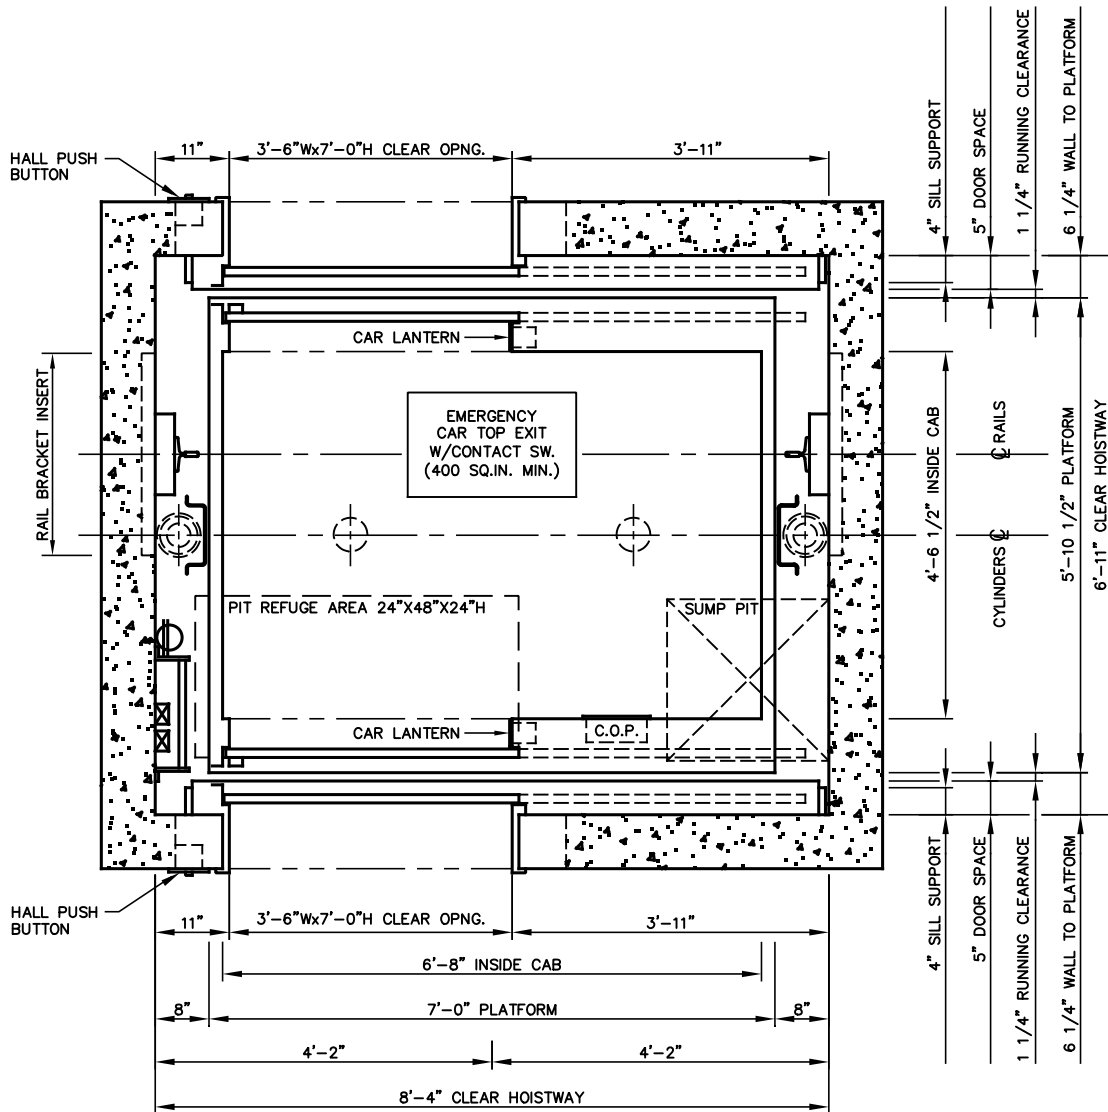 11”
3’-6”Wx7’-0”H CLEAR OPNG.
3’-11”
HALL PUSH
BUTTON
4” SILL SUPPORT
5” DOOR SPACE
1 1/4” RUNNING CLEARANCE
6 1/4” WALL TO PLATFORM
CAR LANTERN
RAIL BRACKET INSERT
EMERGENCY
CAR TOP EXIT
W/CONTACT SW.
(400 SQ.IN. MIN.)
4’-6 1/2” INSIDE CAB
℄ RAILS
CYLINDERS ℄
5’-10 1/2” PLATFORM
6’-11” CLEAR HOISTWAY
PIT REFUGE AREA 24”X48”X24”H
SUMP PIT
CAR LANTERN
C.O.P.
HALL PUSH
BUTTON
11”
3’-6”Wx7’-0”H CLEAR OPNG.
3’-11”
4” SILL SUPPORT
5” DOOR SPACE
1 1/4” RUNNING CLEARANCE
6 1/4” WALL TO PLATFORM
6’-8” INSIDE CAB
8”
7’-0” PLATFORM
8”
4’-2”
4’-2”
8’-4” CLEAR HOISTWAY